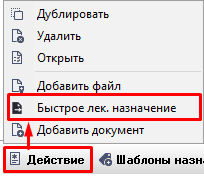 Дублировать
Удалить
Открыть
Добавить файл
Быстрое лек. назначение
Добавить документ
Действие
Шаблоны назна